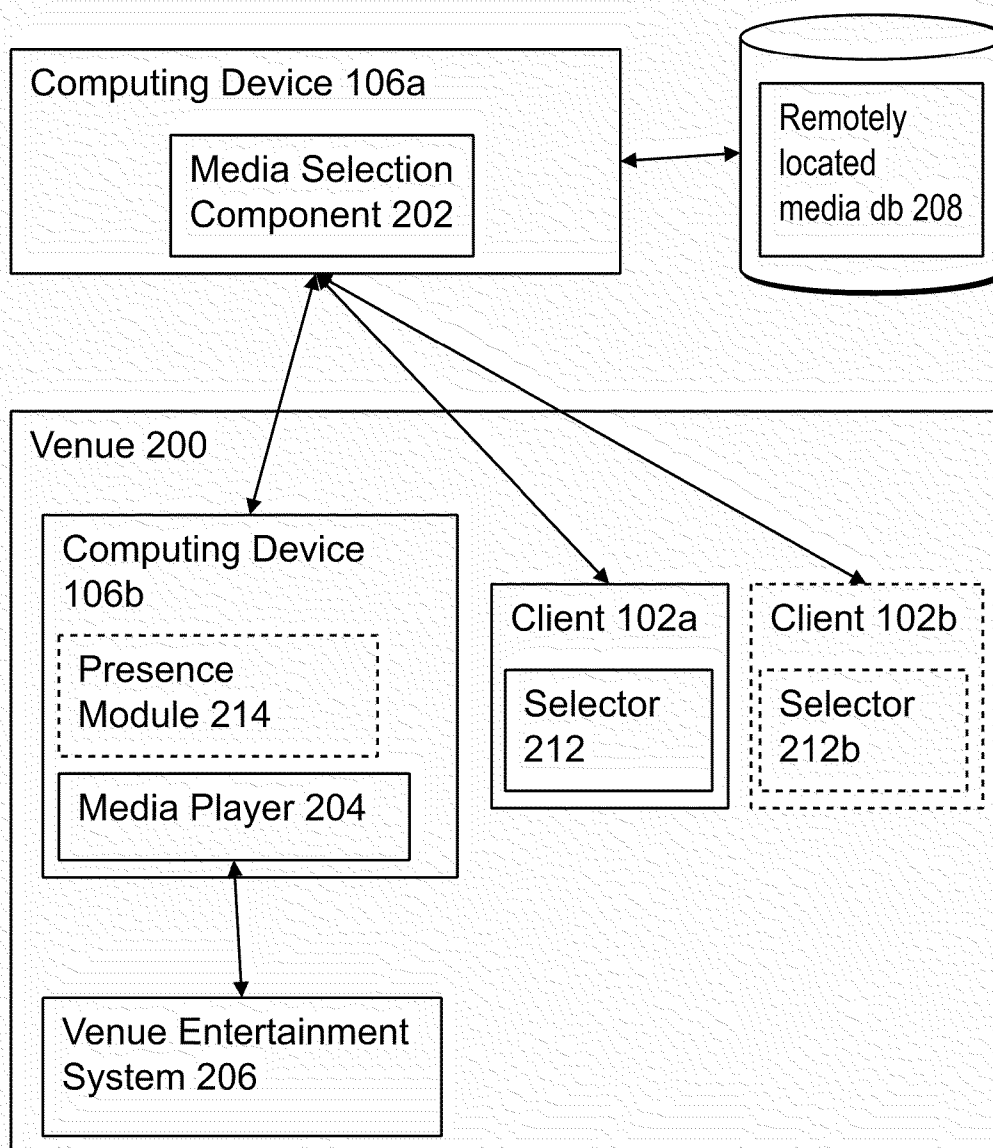 Computing Device 106a
Media Selection
Component 202
Remotely
located
media db 208
Venue 200
Computing Device
106b
Presence
Module 214
Media Player 204
Client 102a
Selector
212
Client 102b
Selector
212b
Venue Entertainment
System 206